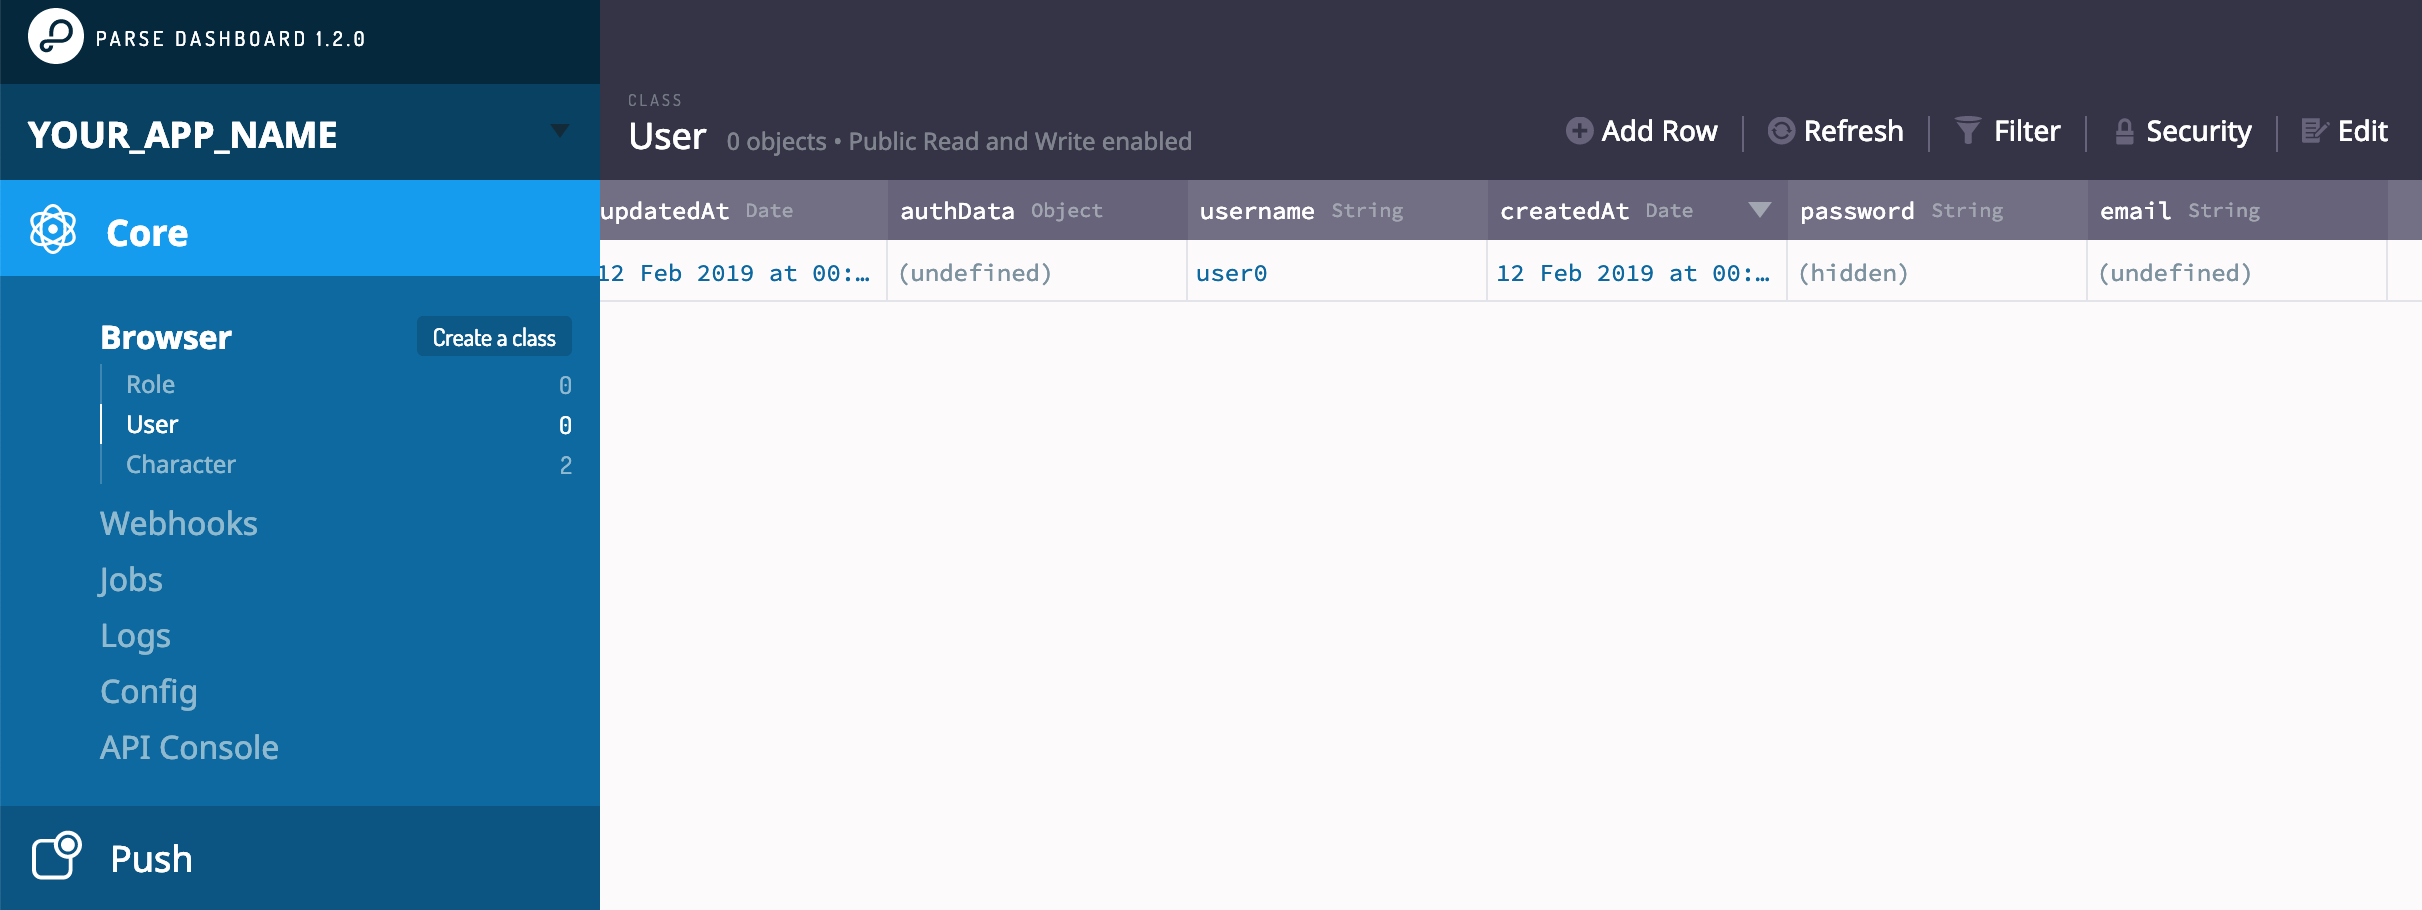 PARSE DASHBOARD 1.2.0
YOUR_APP_NAME
Core
Browser
Create a class
Role 0
User 0
Character 2
Webhooks
Jobs
Logs
Config
API Console
Push
CLASS
User 0 objects • Public Read and Write enabled
Add Row
Refresh
Filter
Security
Edit
updatedAt Date authData Object username String createdAt Date password String email String
12 Feb 2019 at 00:… (undefined) user0 12 Feb 2019 at 00:… (hidden) (undefined)